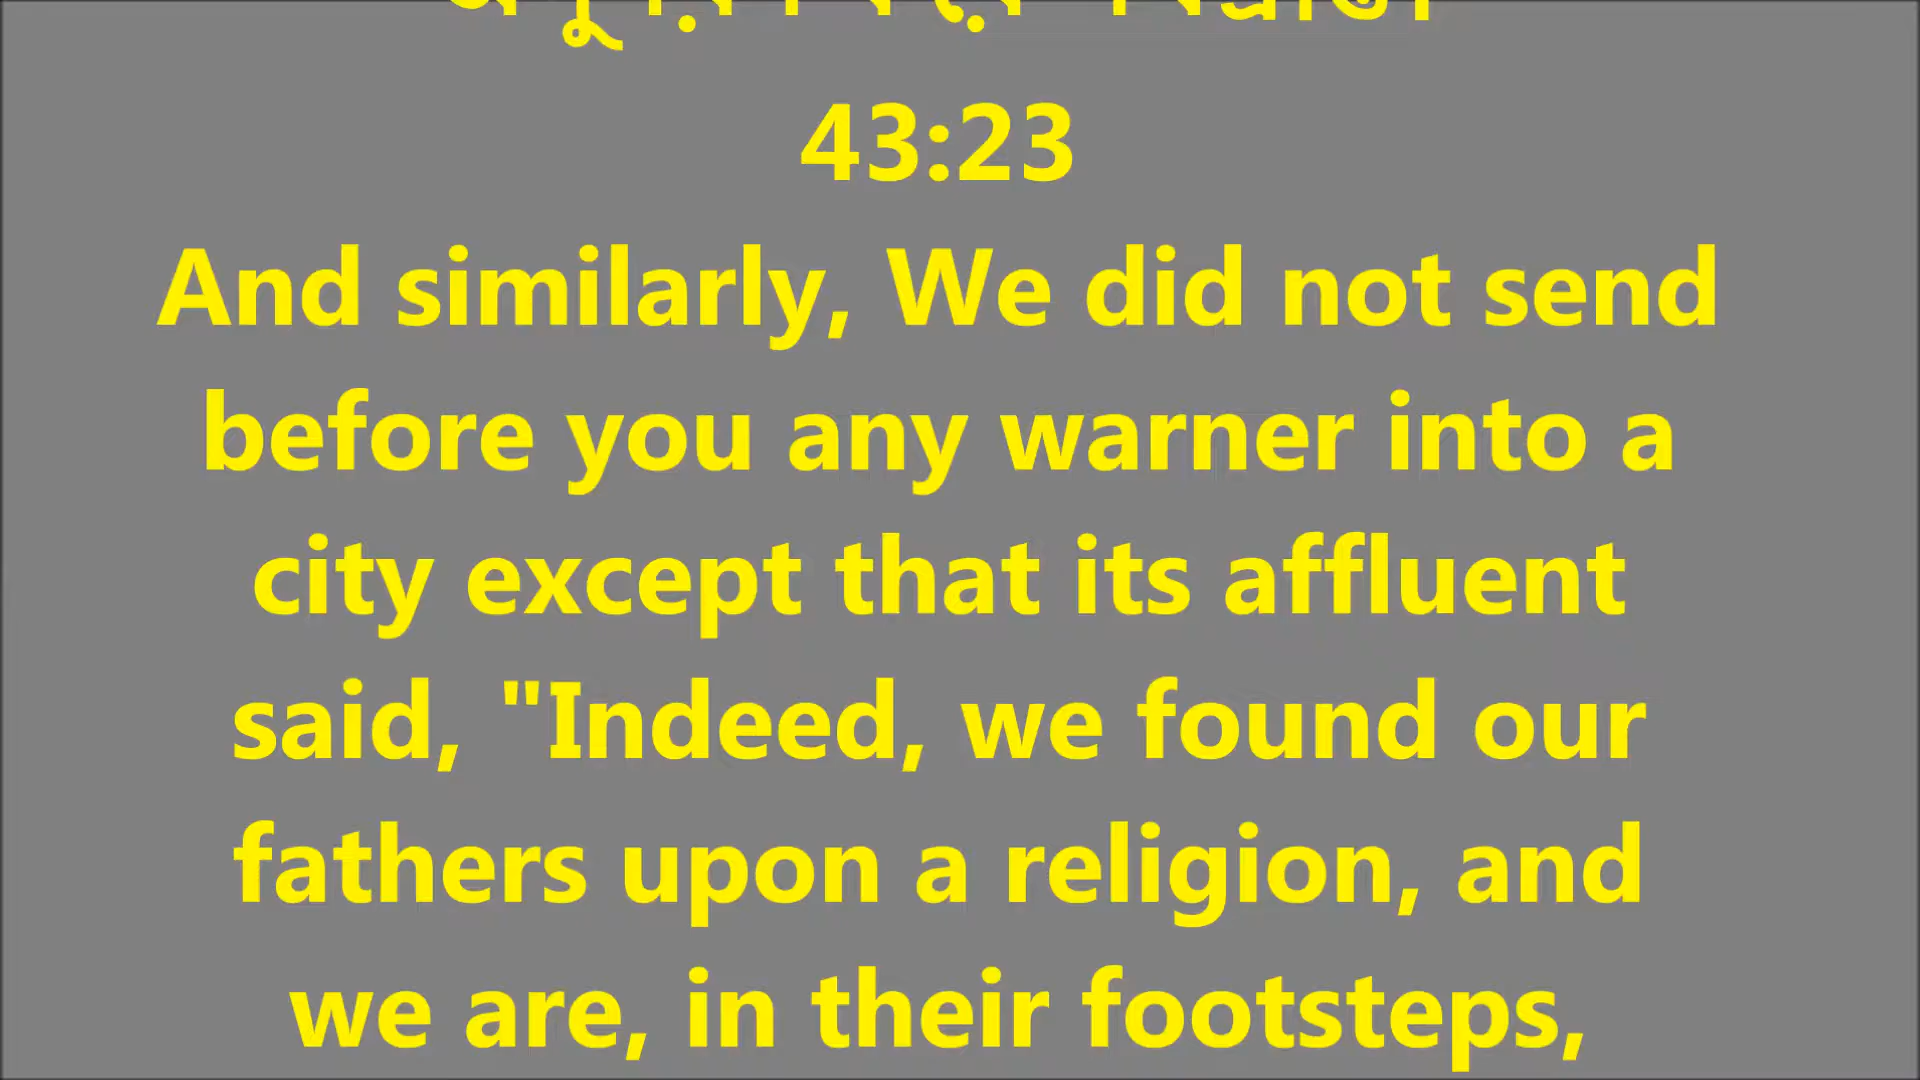 43:23
And similarly, We did not send
before you any warner into a
city except that its affluent
said, "Indeed, we found our
fathers upon a religion, and
we are, in their footsteps,